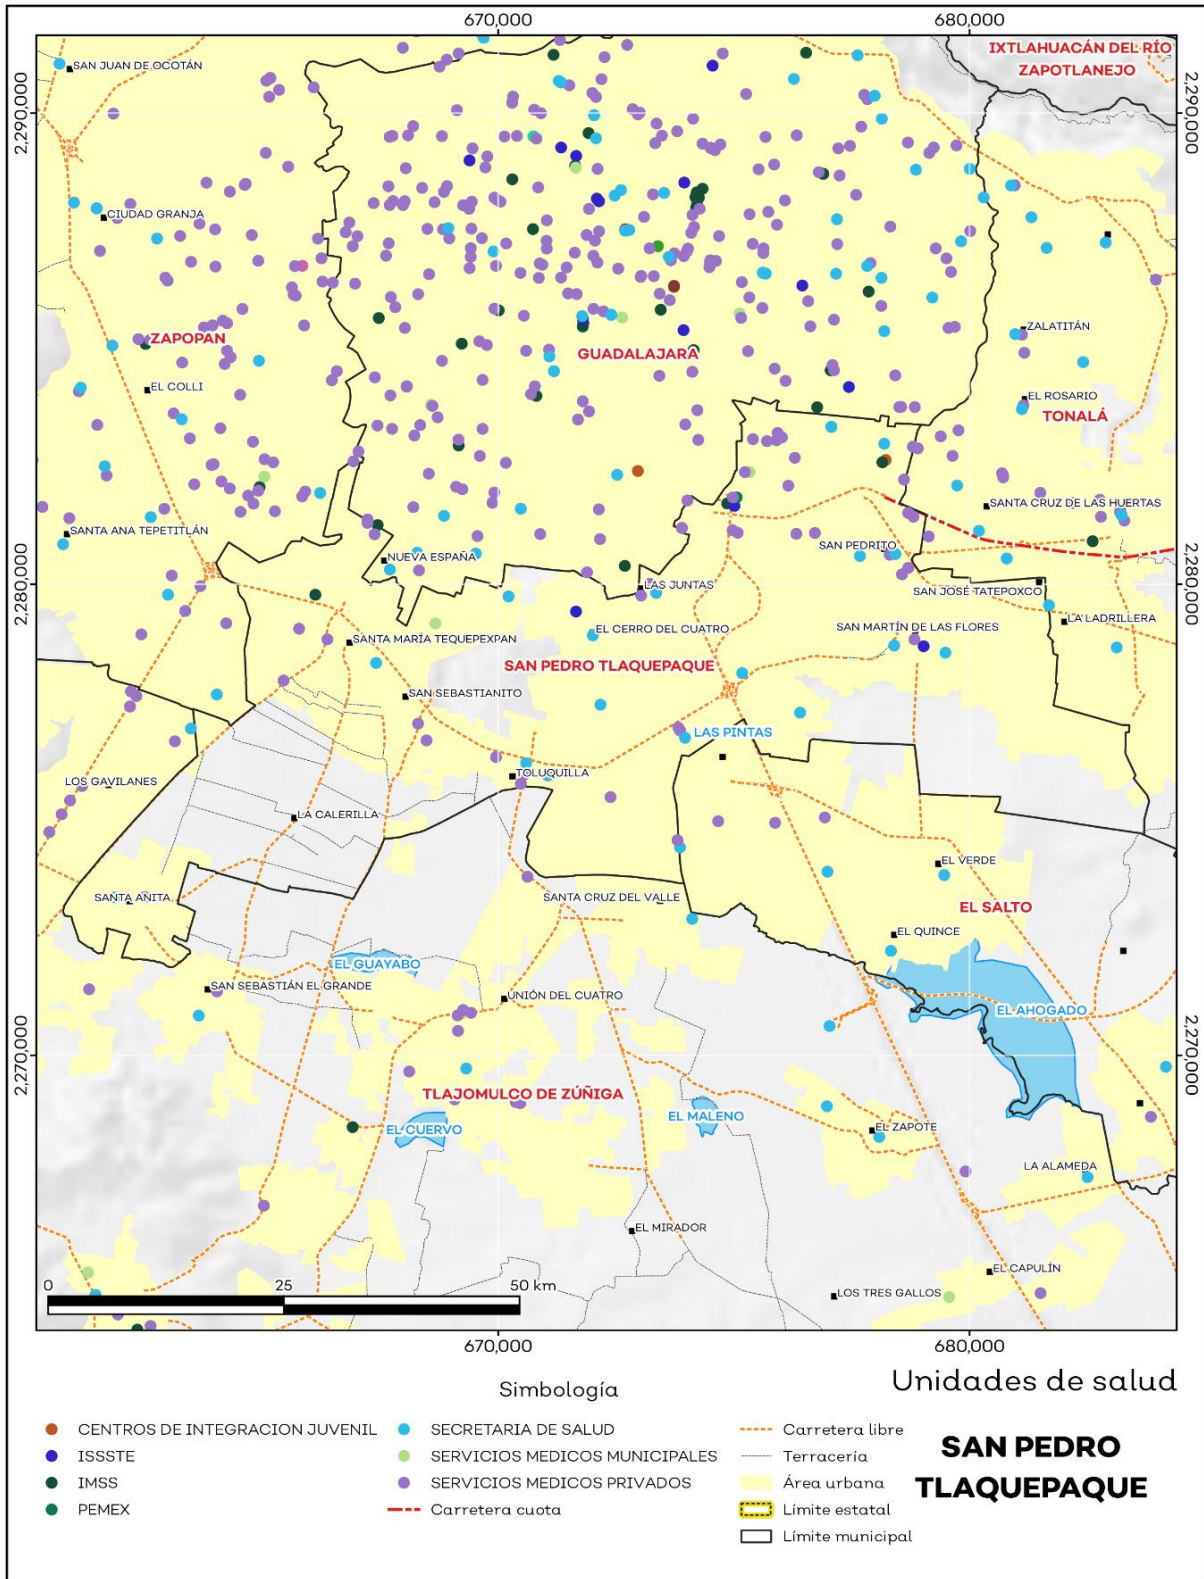 670,000
680,000
IXTLAHUACÁN DEL RÍO
ZAPOTLANEJO
SAN JUAN DE OCOTÁN
2,290,000
2,290,000
CIUDAD GRANJA
ZALATITÁN
ZAPOPAN
GUADALAJARA
EL COLLI
EL ROSARIO
TONALÁ
SANTA CRUZ DE LAS HUERTAS
SANTA ANA TEPETITLÁN
SAN PEDRITO
NUEVA ESPAÑA
2,280,000
2,280,000
LAS JUNTAS
SAN JOSÉ TATEPOXCO
LA LADRILLERA
EL CERRO DEL CUATRO
SAN MARTÍN DE LAS FLORES
SANTA MARÍA TEQUEPEXPAN
SAN PEDRO TLAQUEPAQUE
SAN SEBASTIANITO
LAS PINTAS
TOLUQUILLA
LOS GAVILANES
LA CALERILLA
EL VERDE
SANTA ANITA
SANTA CRUZ DEL VALLE
EL SALTO
EL QUINCE
EL GUAYABO
SAN SEBASTIÁN EL GRANDE
UNIÓN DEL CUATRO
EL AHOGADO
2,270,000
2,270,000
TLAJOMULCO DE ZÚÑIGA
EL MALENO
EL CUERVO
EL ZAPOTE
LA ALAMEDA
EL MIRADOR
EL CAPULÍN
0 25 50 km
LOS TRES GALLOS
670,000
680,000
Simbología
CENTROS DE INTEGRACION JUVENIL
ISSSTE
IMSS
PEMEX
SECRETARIA DE SALUD
SERVICIOS MEDICOS MUNICIPALES
SERVICIOS MEDICOS PRIVADOS
Carretera cuota
Carretera libre
Terracería
Área urbana
Límite estatal
Límite municipal
Unidades de salud
SAN PEDRO
TLAQUEPAQUE